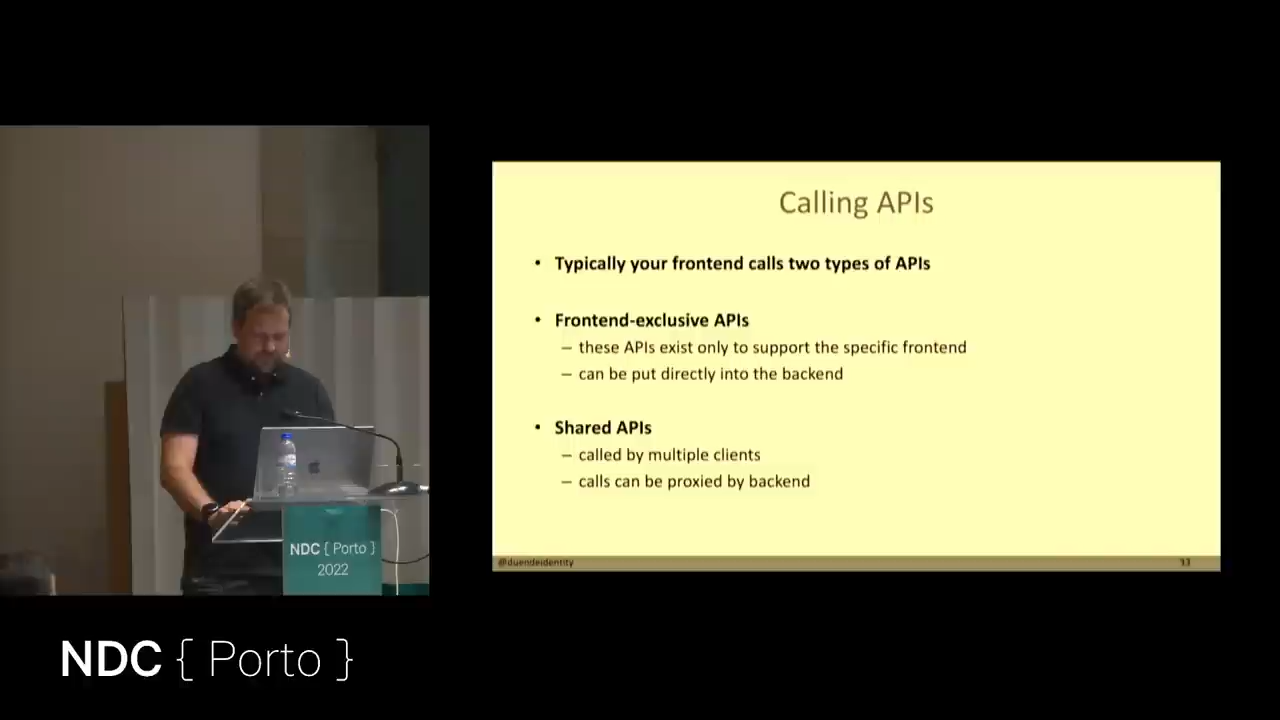 Calling APIs
• Typically your frontend calls two types of APIs
• Frontend-exclusive APIs
– these APIs exist only to support the specific frontend
– can be put directly into the backend
• Shared APIs
– called by multiple clients
– calls can be proxied by backend
@duendeidentity
NDC { Porto }
2022
NDC { Porto }